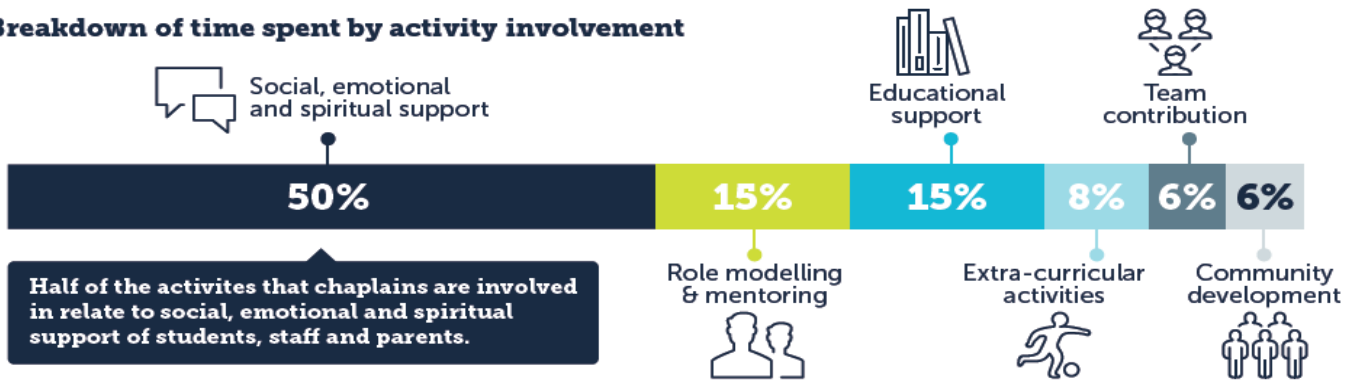 Breakdown of time spent by activity involvement
Social, emotional
and spiritual support
Educational
support
Team
contribution
50%
15%
15%
8%
6%
6%
Half of the activites that chaplains are involved
in relate to social, emotional and spiritual
support of students, staff and parents.
Role modelling
& mentoring
Extra-curricular
activities
Community
development